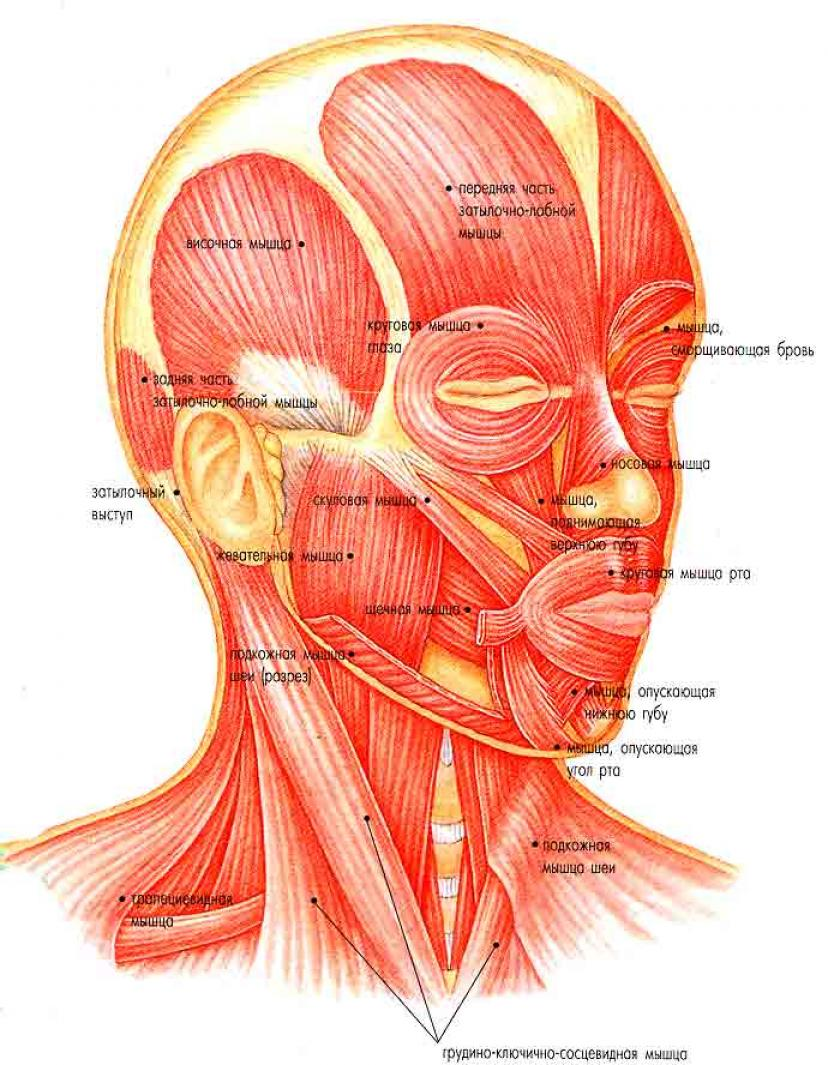 передняя часть
затылочно-лобной
мышцы
височная мышца
круговая мышца
глаза
мышца,
сморщивающая бровь
задняя часть
затылочно-лобной мышцы
носовая мышца
затылочный
выступ
скуловая мышца
мышца,
поднимающая
верхнюю губу
жевательная мышца
круговая мышца рта
щечная мышца
подкожная мышца
шеи (разрез)
мышца, опускающая
нижнюю губу
мышца, опускающая
угол рта
подкожная
мышца шеи
трапециевидная
мышца
грудино-ключично-сосцевидная мышца